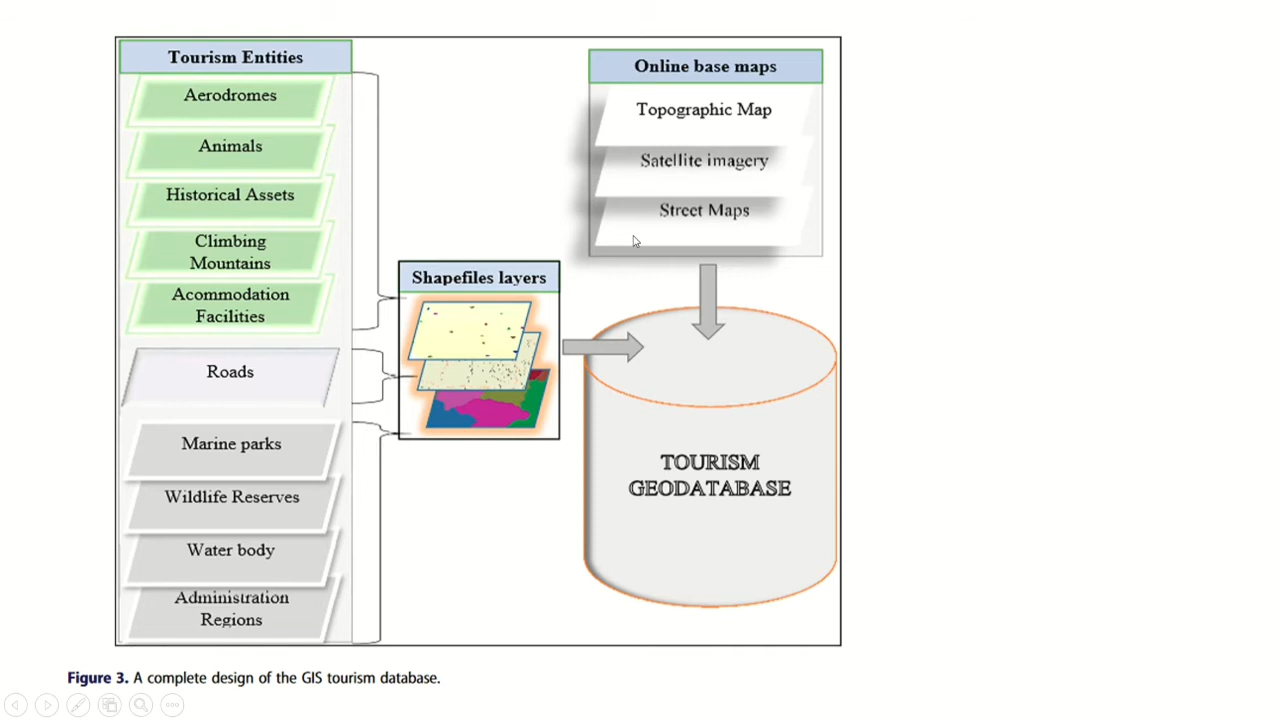 Tourism Entities
Aerodromes
Animals
Historical Assets
Climbing
Mountains
Acommodation
Facilities
Roads
Marine parks
Wildlife Reserves
Water body
Administration
Regions
Shapefiles layers
Online base maps
Topographic Map
Satellite imagery
Street Maps
TOURISM
GEODATABASE
Figure 3. A complete design of the GIS tourism database.